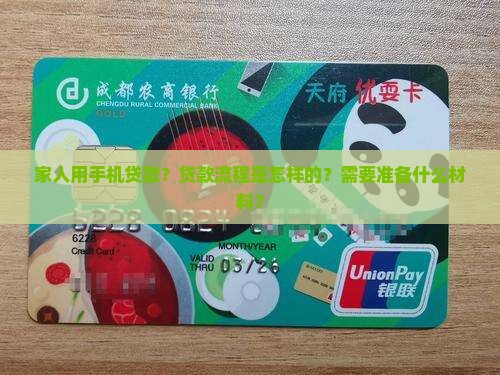 成都农商银行
CHENGDU RURAL COMMERCIAL BANK
GOLD
天府 优耍卡
家人用手机贷款？贷款流程是怎样的？需要准备什么材
料？
6228
6228
Credit Card
MONTH/YEAR
VALID
THRU
03/26
UnionPay
银联